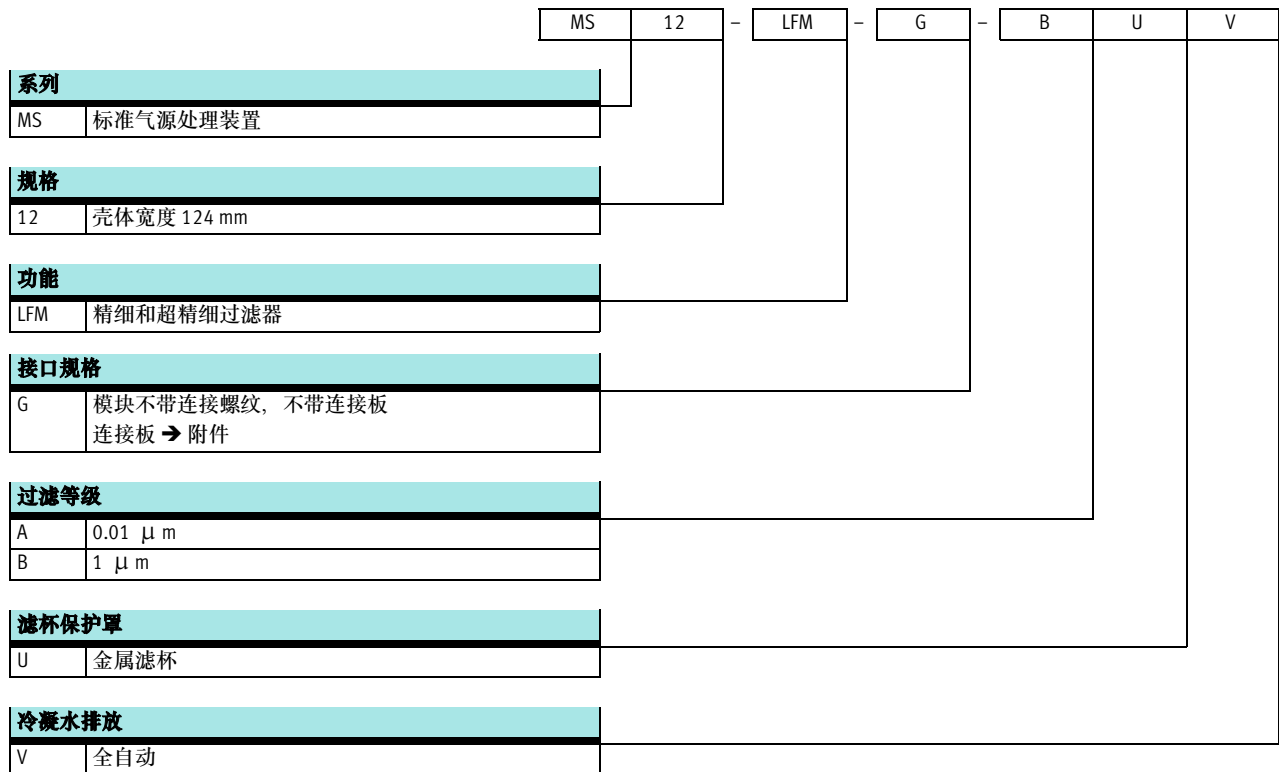 MS 12 – LFM – G – B U V
系列
MS 标准气源处理装置
规格
12 壳体宽度 124 mm
功能
LFM 精细和超精细过滤器
接口规格
G 模块不带连接螺纹，不带连接板
连接板 ➔ 附件
过滤等级
A 0.01 μm
B 1 μm
滤杯保护罩
U 金属滤杯
冷凝水排放
V 全自动